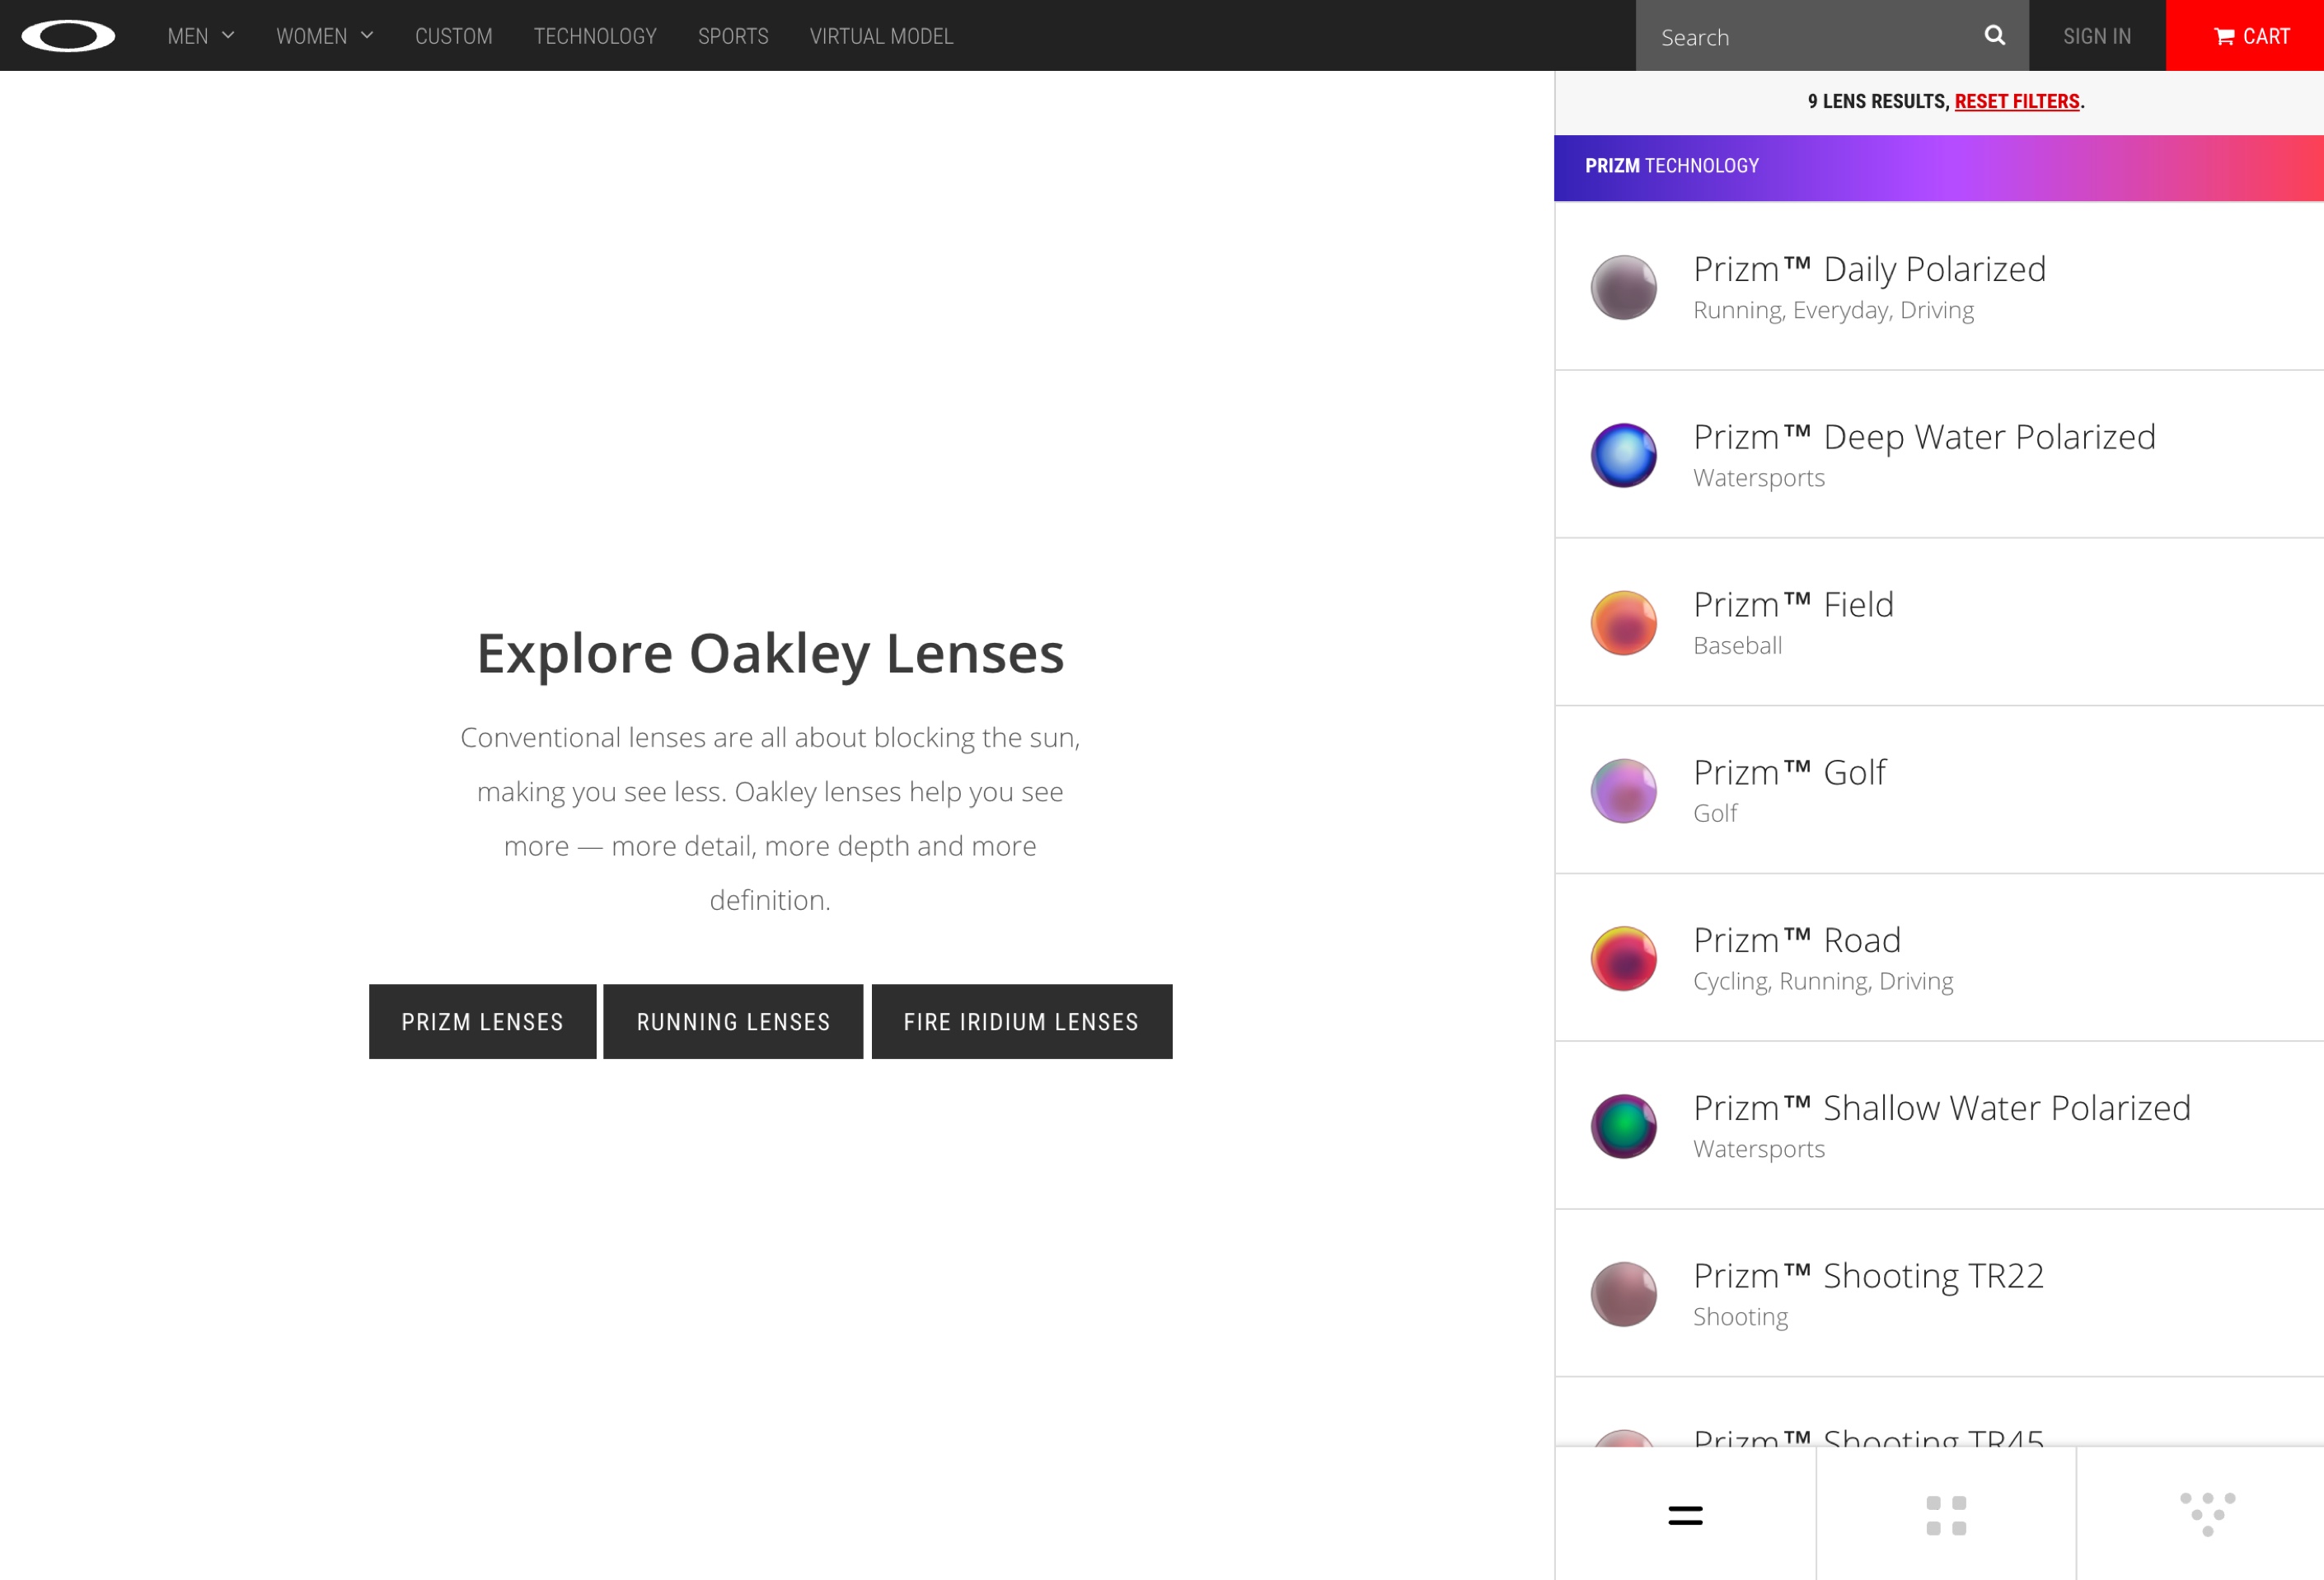 MEN
WOMEN
CUSTOM
TECHNOLOGY
SPORTS
VIRTUAL MODEL
Search
SIGN IN
CART
9 LENS RESULTS, RESET FILTERS.
PRIZM TECHNOLOGY
Prizm™ Daily Polarized
Running, Everyday, Driving
Prizm™ Deep Water Polarized
Watersports
Prizm™ Field
Baseball
Prizm™ Golf
Golf
Prizm™ Road
Cycling, Running, Driving
Prizm™ Shallow Water Polarized
Watersports
Prizm™ Shooting TR22
Shooting
Prizm™ Shooting TR45
Explore Oakley Lenses
Conventional lenses are all about blocking the sun,
making you see less. Oakley lenses help you see
more — more detail, more depth and more
definition.
PRIZM LENSES
RUNNING LENSES
FIRE IRIDIUM LENSES